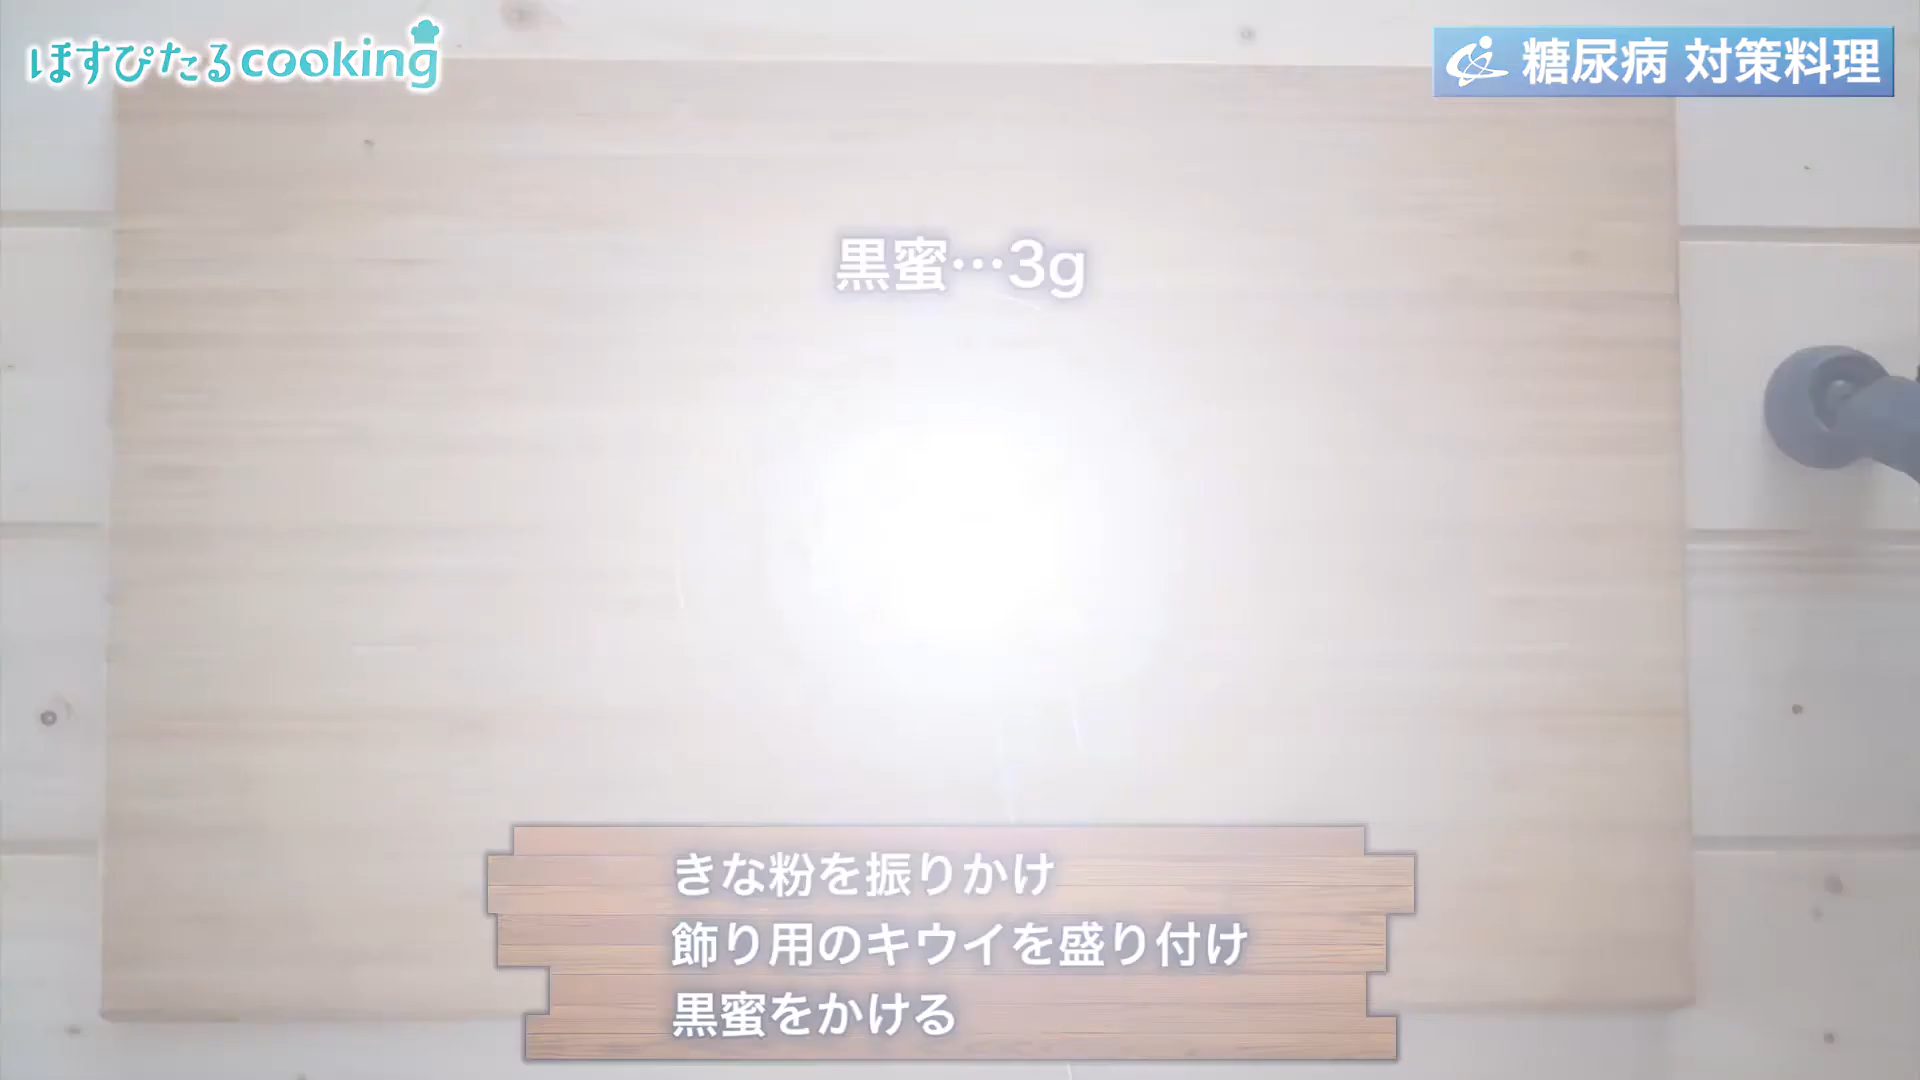 ほすぴたるcooking
糖尿病 対策料理
黒蜜…3g
きな粉を振りかけ
飾り用のキウイを盛り付け
黒蜜をかける